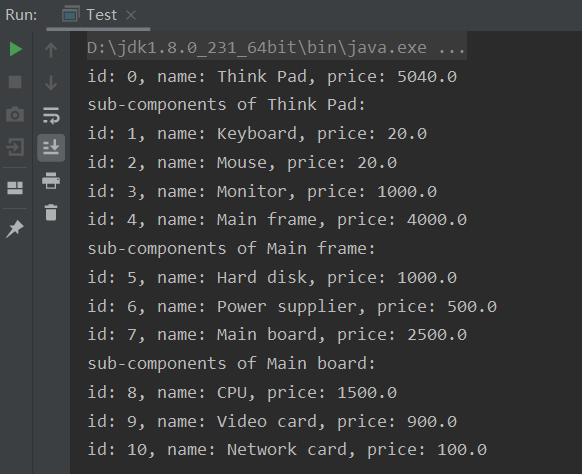 Run: Test
D:\jdk1.8.0_231_64bit\bin\java.exe ...
id: 0, name: Think Pad, price: 5040.0
sub-components of Think Pad:
id: 1, name: Keyboard, price: 20.0
id: 2, name: Mouse, price: 20.0
id: 3, name: Monitor, price: 1000.0
id: 4, name: Main frame, price: 4000.0
sub-components of Main frame:
id: 5, name: Hard disk, price: 1000.0
id: 6, name: Power supplier, price: 500.0
id: 7, name: Main board, price: 2500.0
sub-components of Main board:
id: 8, name: CPU, price: 1500.0
id: 9, name: Video card, price: 900.0
id: 10, name: Network card, price: 100.0